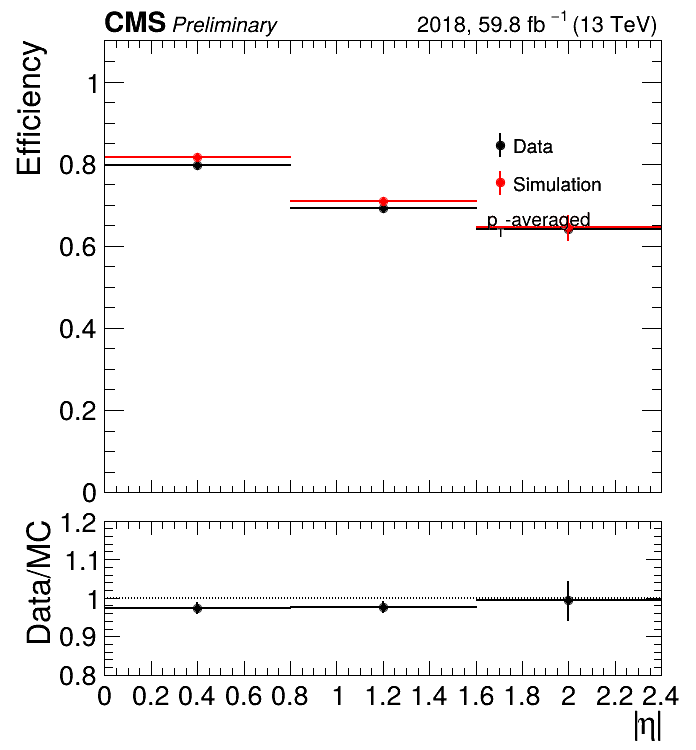 CMS Preliminary 2018, 59.8 fb⁻¹ (13 TeV)
Efficiency
1
0.8
0.6
0.4
0.2
0
Data
Simulation
p_T-averaged
Data/MC
1.2
1.1
1
0.9
0.8
0 0.2 0.4 0.6 0.8 1 1.2 1.4 1.6 1.8 2 2.2 2.4
|η|